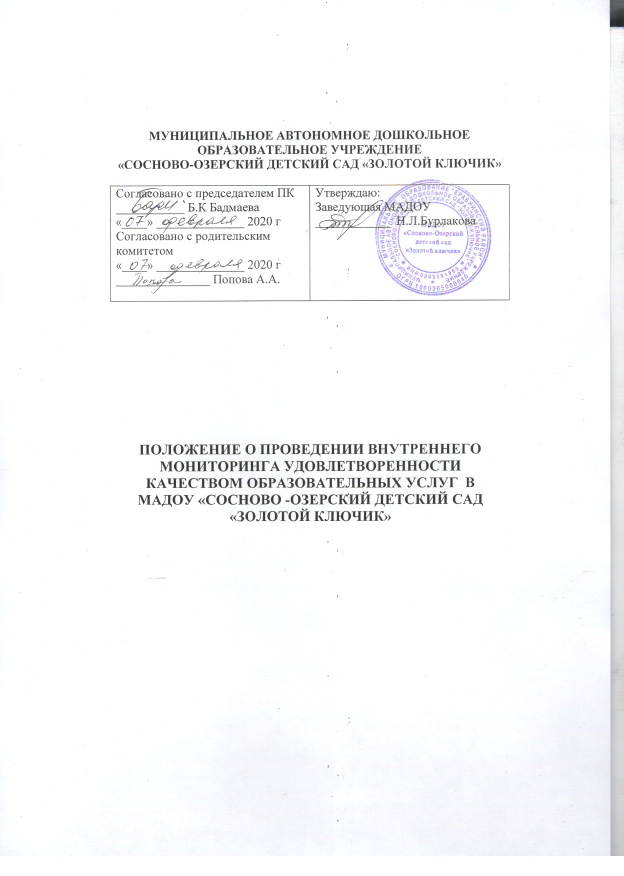 МУНИЦИПАЛЬНОЕ АВТОНОМНОЕ ДОШКОЛЬНОЕ
ОБРАЗОВАТЕЛЬНОЕ УЧРЕЖДЕНИЕ
«СОСНОВО-ОЗЕРСКИЙ ДЕТСКИЙ САД «ЗОЛОТОЙ КЛЮЧИК»
Согласовано с председателем ПК
Б.К Бадмаева
«07» февраля 2020 г
Согласовано с родительским
комитетом
«07» февраля 2020 г
Попова Попова А.А.
Утверждаю:
Заведующая МАДОУ
Н.Л.Бурлакова
«Сосново-Озерский
детский сад
«Золотой ключик»
ПОЛОЖЕНИЕ О ПРОВЕДЕНИИ ВНУТРЕННЕГО
МОНИТОРИНГА УДОВЛЕТВОРЕННОСТИ
КАЧЕСТВОМ ОБРАЗОВАТЕЛЬНЫХ УСЛУГ В
МАДОУ «СОСНОВО -ОЗЕРСКИЙ ДЕТСКИЙ САД
«ЗОЛОТОЙ КЛЮЧИК»